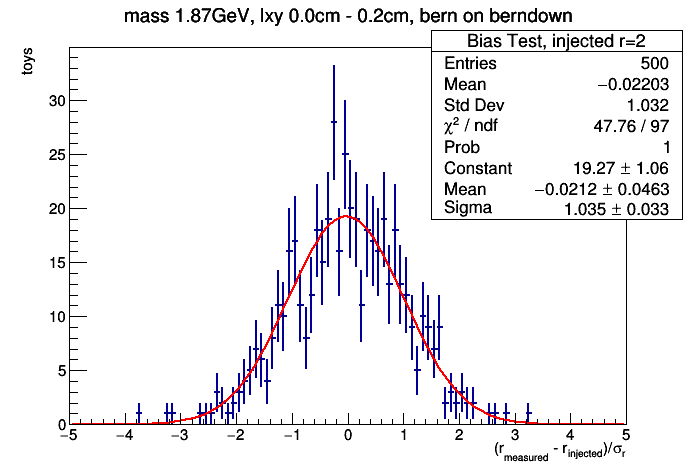 mass 1.87GeV, lxy 0.0cm - 0.2cm, bern on berndown
Bias Test, injected r=2
Entries 500
Mean −0.02203
Std Dev 1.032
χ² / ndf 47.76 / 97
Prob 1
Constant 19.27 ± 1.06
Mean −0.0212 ± 0.0463
Sigma 1.035 ± 0.033
toys
30
25
20
15
10
5
0
−5 −4 −3 −2 −1 0 1 2 3 4 5
(r_measured - r_injected)/σ_r